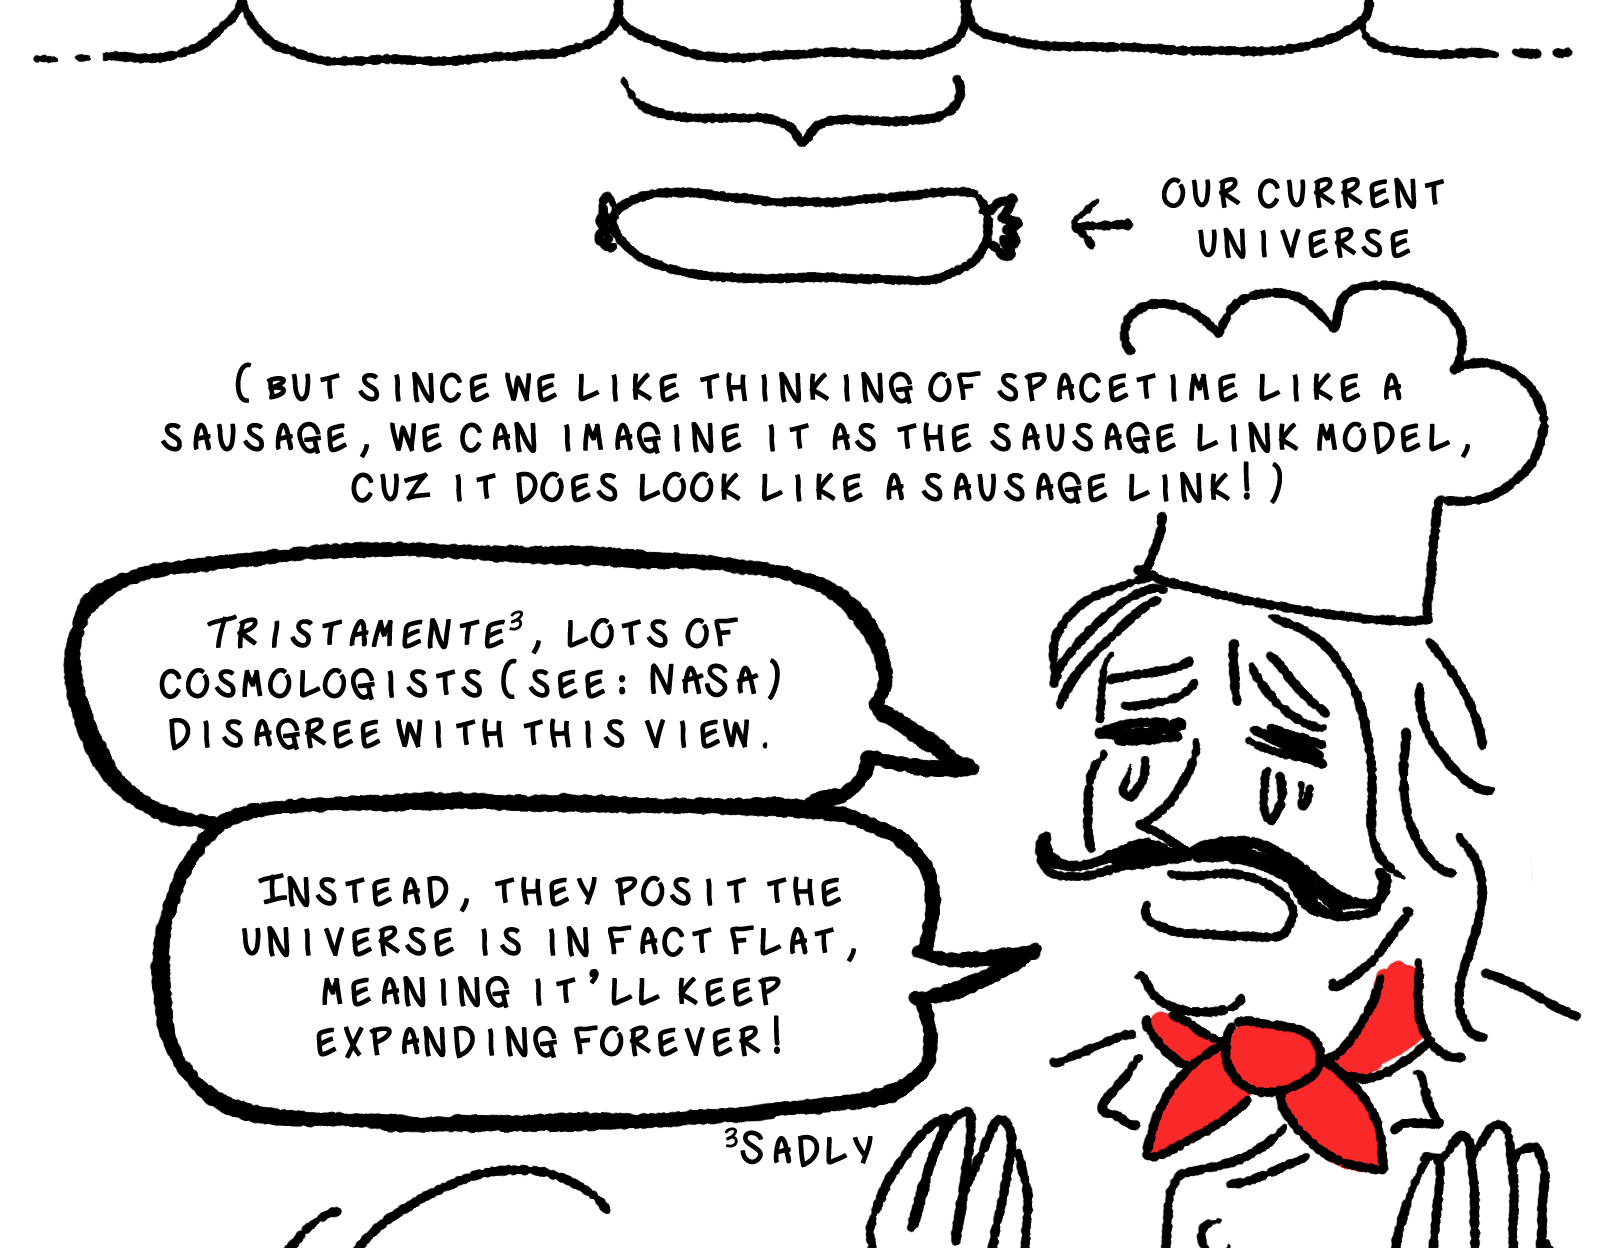 OUR CURRENT
UNIVERSE
(BUT SINCE WE LIKE THINKING OF SPACETIME LIKE A
SAUSAGE, WE CAN IMAGINE IT AS THE SAUSAGE LINK MODEL,
CUZ IT DOES LOOK LIKE A SAUSAGE LINK!)
TRISTAMENTE³, LOTS OF
COSMOLOGISTS (SEE: NASA)
DISAGREE WITH THIS VIEW.
INSTEAD, THEY POSIT THE
UNIVERSE IS IN FACT FLAT,
MEANING IT'LL KEEP
EXPANDING FOREVER!
³SADLY